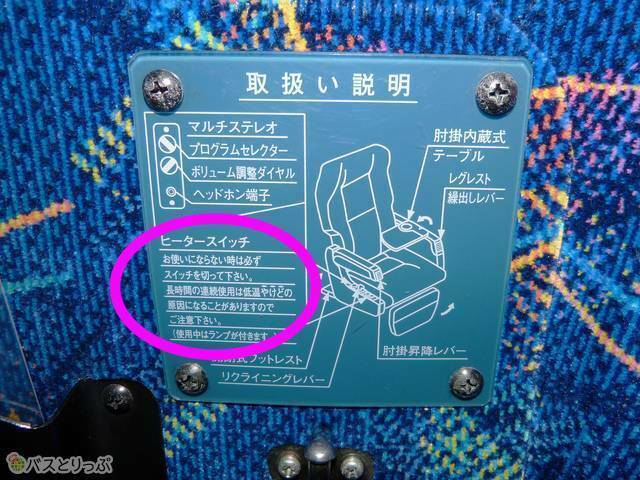 取扱い説明
マルチステレオ
プログラムセレクター
ボリューム調整ダイヤル
ヘッドホン端子
肘掛内蔵式
テーブル
レグレスト
繰出しレバー
ヒータースイッチ
お使いにならない時は必ず
スイッチを切って下さい。
長時間の連続使用は低温やけどの
原因になることがありますので
ご注意下さい。
(使用中はランプが付きます。)
式フットレスト
肘掛昇降レバー
リクライニングレバー
バスとりっぷ